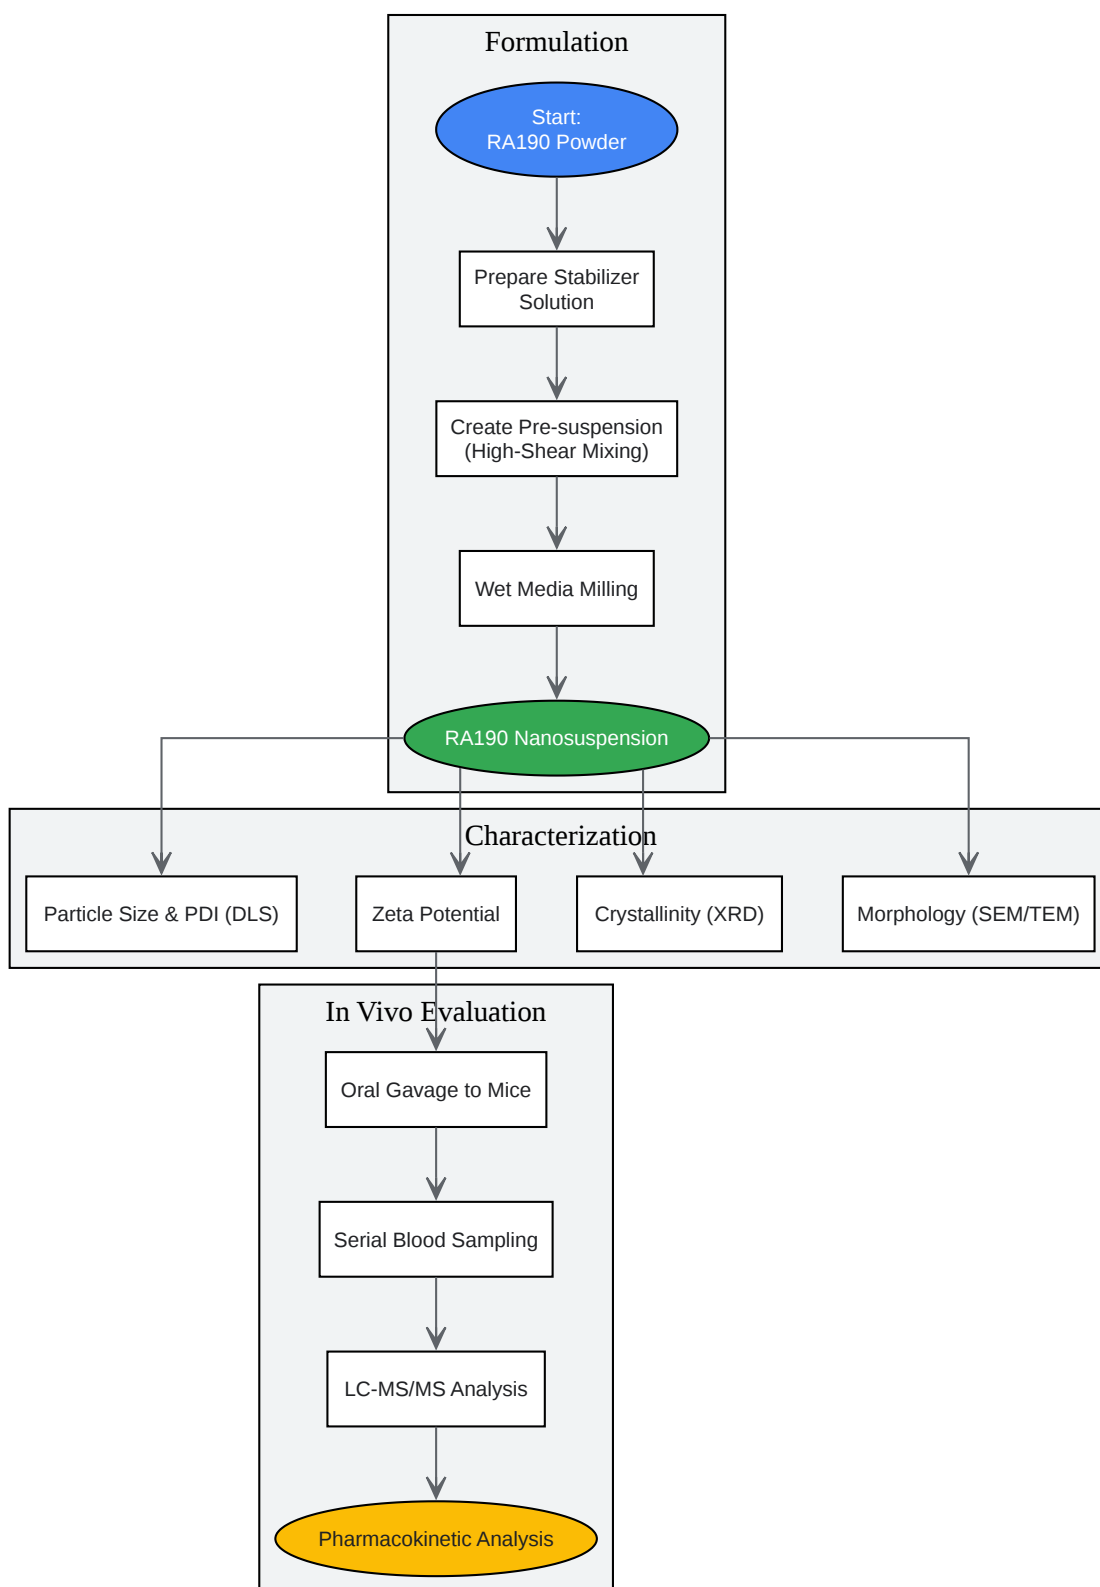 Formulation
Start:
RA190 Powder
Prepare Stabilizer
Solution
Create Pre-suspension
(High-Shear Mixing)
Wet Media Milling
RA190 Nanosuspension
Characterization
Particle Size & PDI (DLS)
Zeta Potential
Crystallinity (XRD)
Morphology (SEM/TEM)
In Vivo Evaluation
Oral Gavage to Mice
Serial Blood Sampling
LC-MS/MS Analysis
Pharmacokinetic Analysis